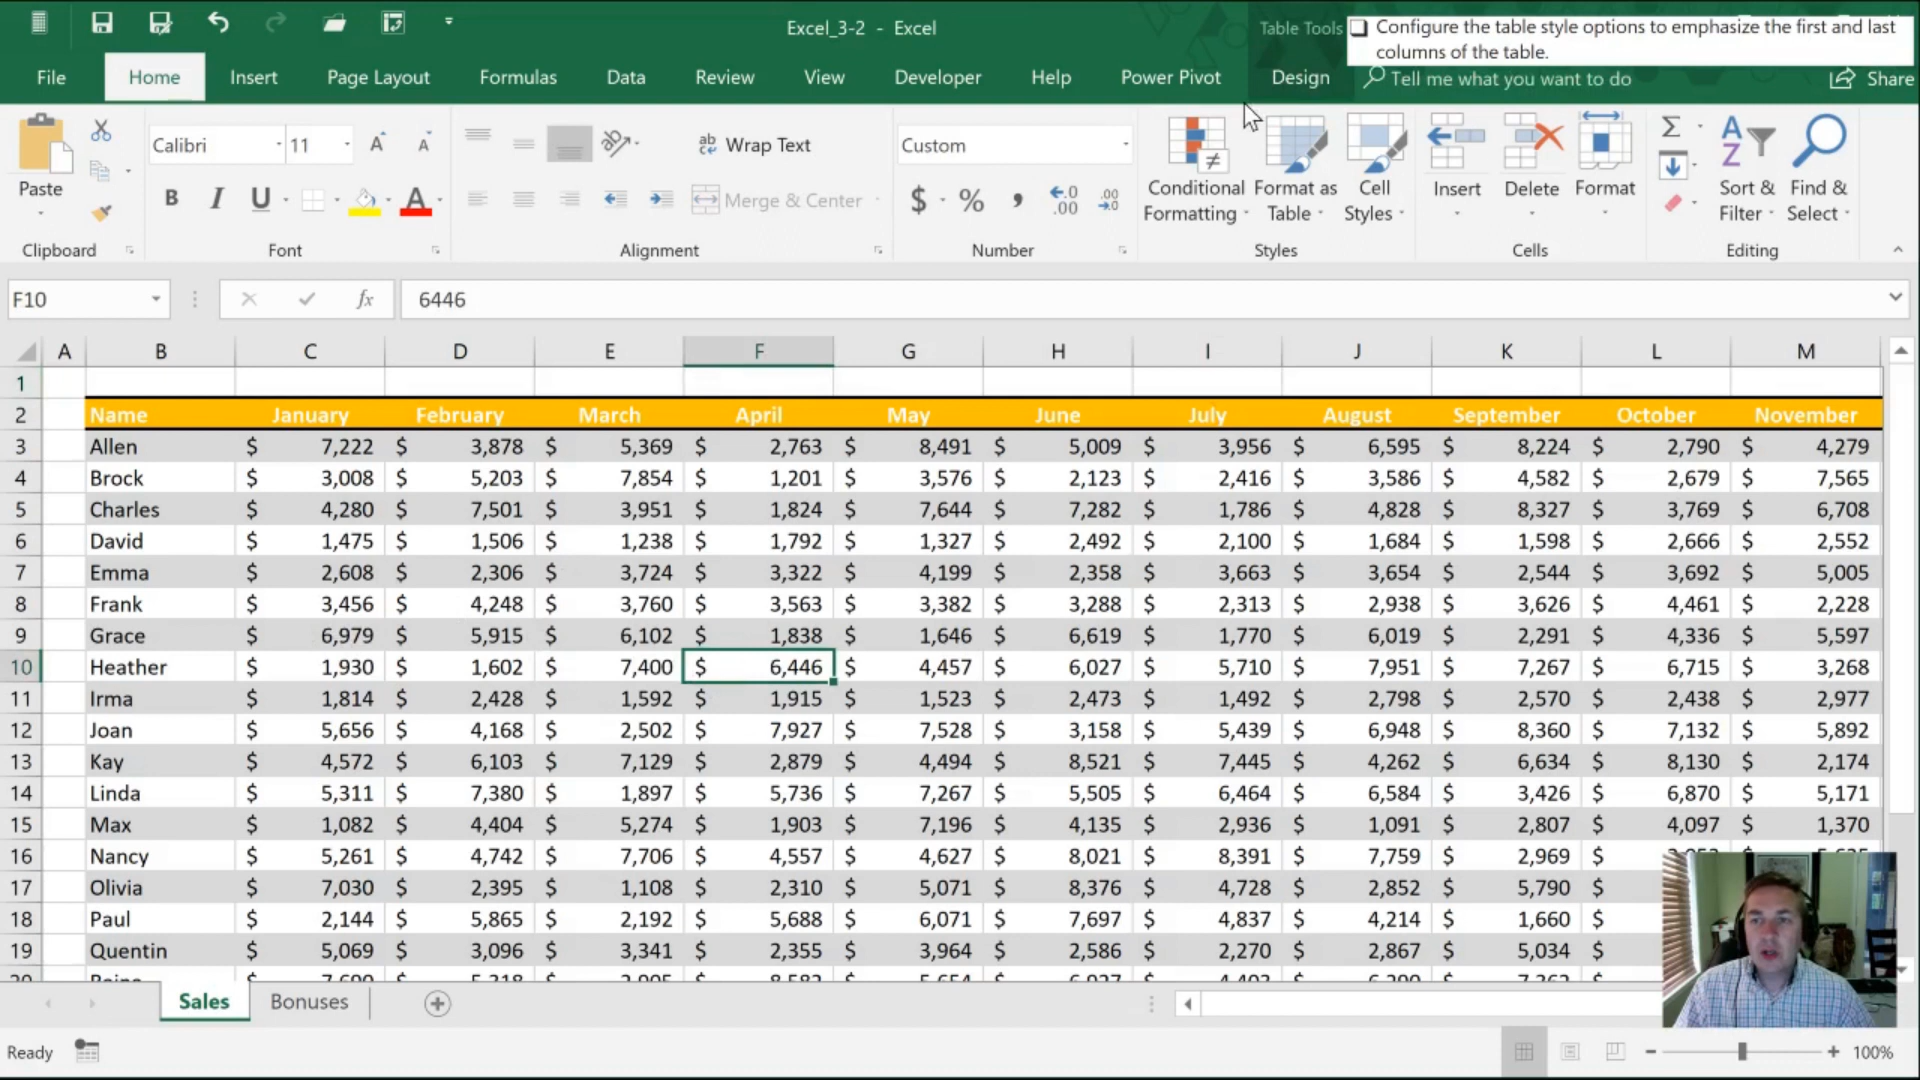 Excel_3-2 - Excel
Table Tools
Configure the table style options to emphasize the first and last
columns of the table.
File Home Insert Page Layout Formulas Data Review View Developer Help Power Pivot Design Tell me what you want to do Share
Paste
Calibri 11
Wrap Text
Merge & Center
Custom
Conditional Formatting
Format as Table
Cell Styles
Insert Delete Format
Sort & Filter
Find & Select
Clipboard Font Alignment Number Styles Cells Editing
F10 fx 6446
A B C D E F G H I J K L M
1
2 Name January February March April May June July August September October November
3 Allen $ 7,222 $ 3,878 $ 5,369 $ 2,763 $ 8,491 $ 5,009 $ 3,956 $ 6,595 $ 8,224 $ 2,790 $ 4,279
4 Brock $ 3,008 $ 5,203 $ 7,854 $ 1,201 $ 3,576 $ 2,123 $ 2,416 $ 3,586 $ 4,582 $ 2,679 $ 7,565
5 Charles $ 4,280 $ 7,501 $ 3,951 $ 1,824 $ 7,644 $ 7,282 $ 1,786 $ 4,828 $ 8,327 $ 3,769 $ 6,708
6 David $ 1,475 $ 1,506 $ 1,238 $ 1,792 $ 1,327 $ 2,492 $ 2,100 $ 1,684 $ 1,598 $ 2,666 $ 2,552
7 Emma $ 2,608 $ 2,306 $ 3,724 $ 3,322 $ 4,199 $ 2,358 $ 3,663 $ 3,654 $ 2,544 $ 3,692 $ 5,005
8 Frank $ 3,456 $ 4,248 $ 3,760 $ 3,563 $ 3,382 $ 3,288 $ 2,313 $ 2,938 $ 3,626 $ 4,461 $ 2,228
9 Grace $ 6,979 $ 5,915 $ 6,102 $ 1,838 $ 1,646 $ 6,619 $ 1,770 $ 6,019 $ 2,291 $ 4,336 $ 5,597
10 Heather $ 1,930 $ 1,602 $ 7,400 $ 6,446 $ 4,457 $ 6,027 $ 5,710 $ 7,951 $ 7,267 $ 6,715 $ 3,268
11 Irma $ 1,814 $ 2,428 $ 1,592 $ 1,915 $ 1,523 $ 2,473 $ 1,492 $ 2,798 $ 2,570 $ 2,438 $ 2,977
12 Joan $ 5,656 $ 4,168 $ 2,502 $ 7,927 $ 7,528 $ 3,158 $ 5,439 $ 6,948 $ 8,360 $ 7,132 $ 5,892
13 Kay $ 4,572 $ 6,103 $ 7,129 $ 2,879 $ 4,494 $ 8,521 $ 7,445 $ 4,262 $ 6,634 $ 8,130 $ 2,174
14 Linda $ 5,311 $ 7,380 $ 1,897 $ 5,736 $ 7,267 $ 5,505 $ 6,464 $ 6,584 $ 3,426 $ 6,870 $ 5,171
15 Max $ 1,082 $ 4,404 $ 5,274 $ 1,903 $ 7,196 $ 4,135 $ 2,936 $ 1,091 $ 2,807 $ 4,097 $ 1,370
16 Nancy $ 5,261 $ 4,742 $ 7,706 $ 4,557 $ 4,627 $ 8,021 $ 8,391 $ 7,759 $ 2,969 $
17 Olivia $ 7,030 $ 2,395 $ 1,108 $ 2,310 $ 5,071 $ 8,376 $ 4,728 $ 2,852 $ 5,790 $
18 Paul $ 2,144 $ 5,865 $ 2,192 $ 5,688 $ 6,071 $ 7,697 $ 4,837 $ 4,214 $ 1,660 $
19 Quentin $ 5,069 $ 3,096 $ 3,341 $ 2,355 $ 3,964 $ 2,586 $ 2,270 $ 2,867 $ 5,034 $
Sales Bonuses
Ready 100%